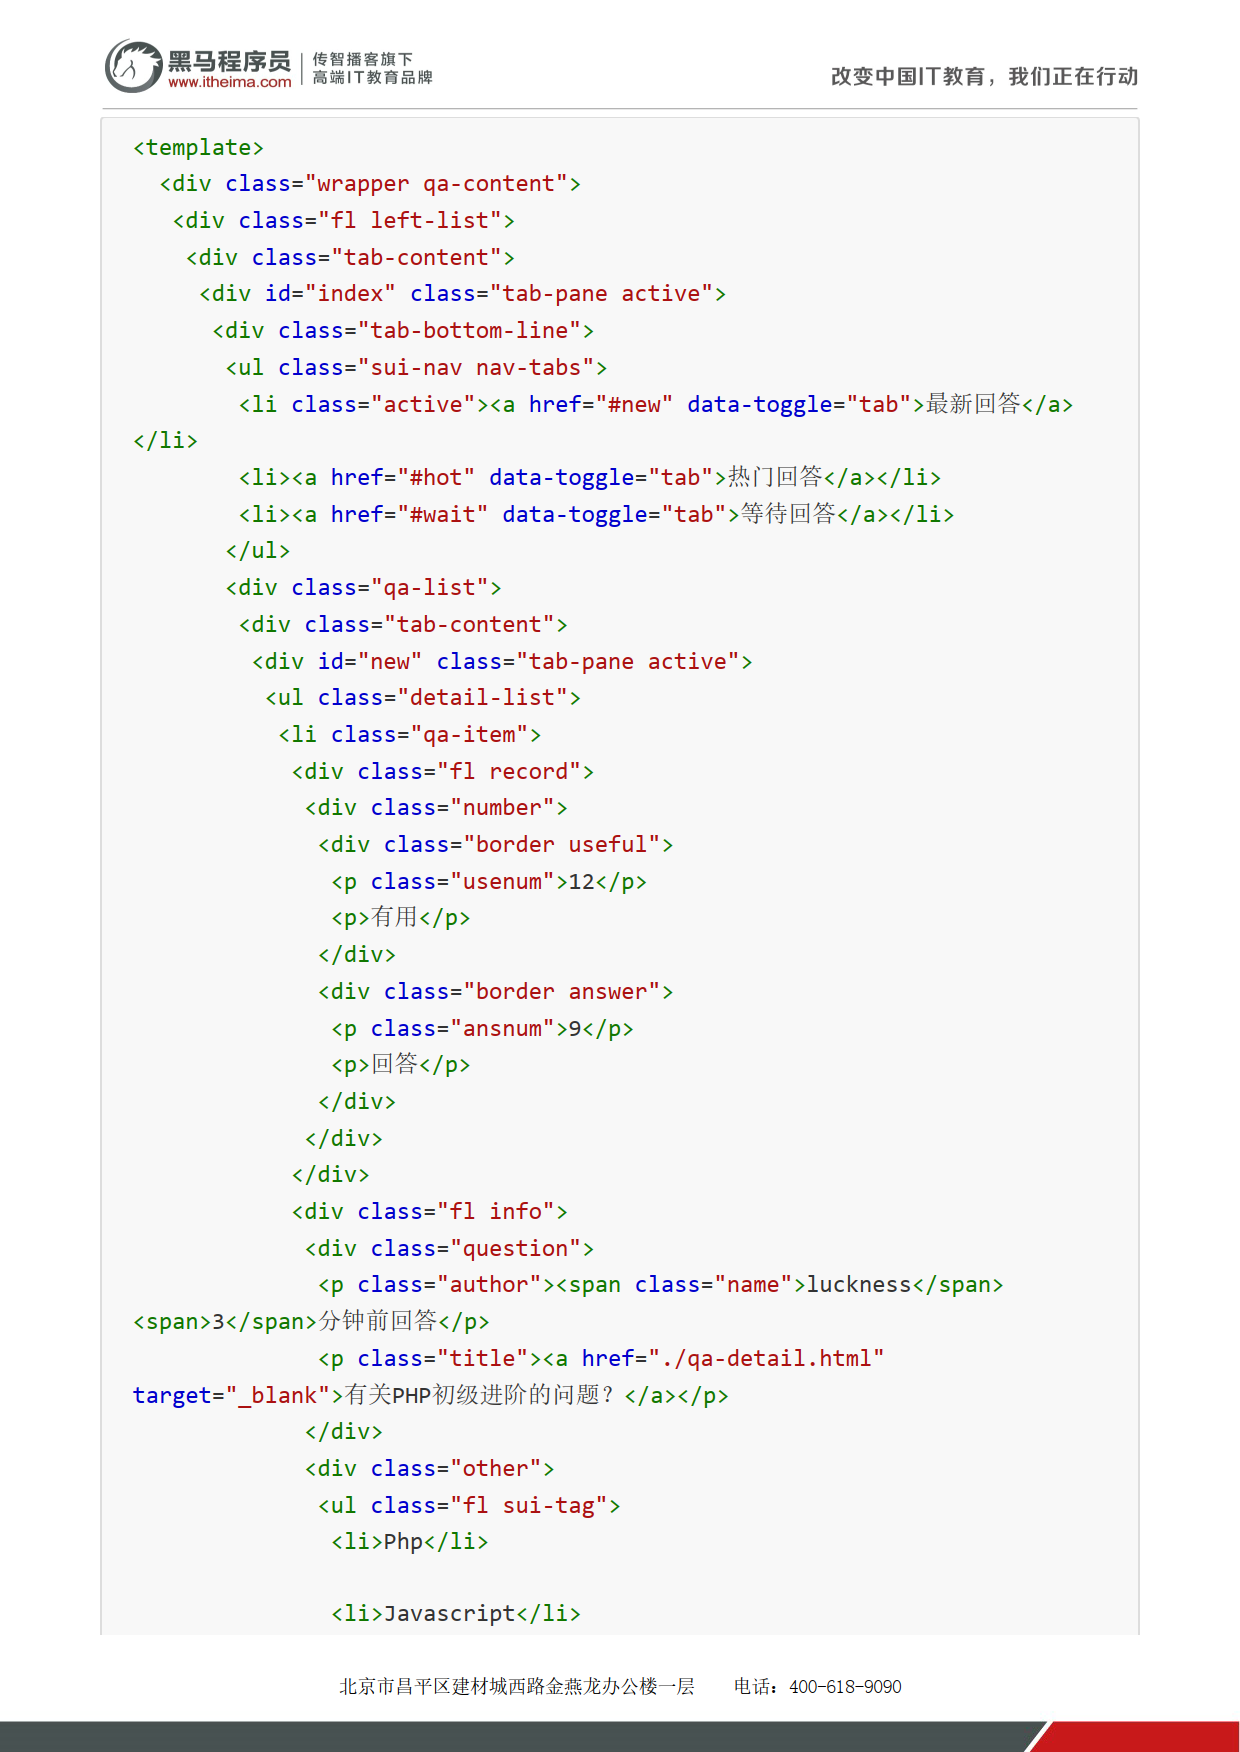 黑马程序员
www.itheima.com
传智播客旗下
高端IT教育品牌
改变中国IT教育，我们正在行动
<template>
  <div class="wrapper qa-content">
   <div class="fl left-list">
    <div class="tab-content">
     <div id="index" class="tab-pane active">
      <div class="tab-bottom-line">
       <ul class="sui-nav nav-tabs">
        <li class="active"><a href="#new" data-toggle="tab">最新回答</a>
</li>
        <li><a href="#hot" data-toggle="tab">热门回答</a></li>
        <li><a href="#wait" data-toggle="tab">等待回答</a></li>
       </ul>
       <div class="qa-list">
        <div class="tab-content">
         <div id="new" class="tab-pane active">
          <ul class="detail-list">
           <li class="qa-item">
            <div class="fl record">
             <div class="number">
              <div class="border useful">
               <p class="usenum">12</p>
               <p>有用</p>
              </div>
              <div class="border answer">
               <p class="ansnum">9</p>
               <p>回答</p>
              </div>
             </div>
            </div>
            <div class="fl info">
             <div class="question">
              <p class="author"><span class="name">luckness</span>
<span>3</span>分钟前回答</p>
              <p class="title"><a href="./qa-detail.html"
target="_blank">有关PHP初级进阶的问题？</a></p>
             </div>
             <div class="other">
              <ul class="fl sui-tag">
               <li>Php</li>
               <li>Javascript</li>
北京市昌平区建材城西路金燕龙办公楼一层 电话：400-618-9090